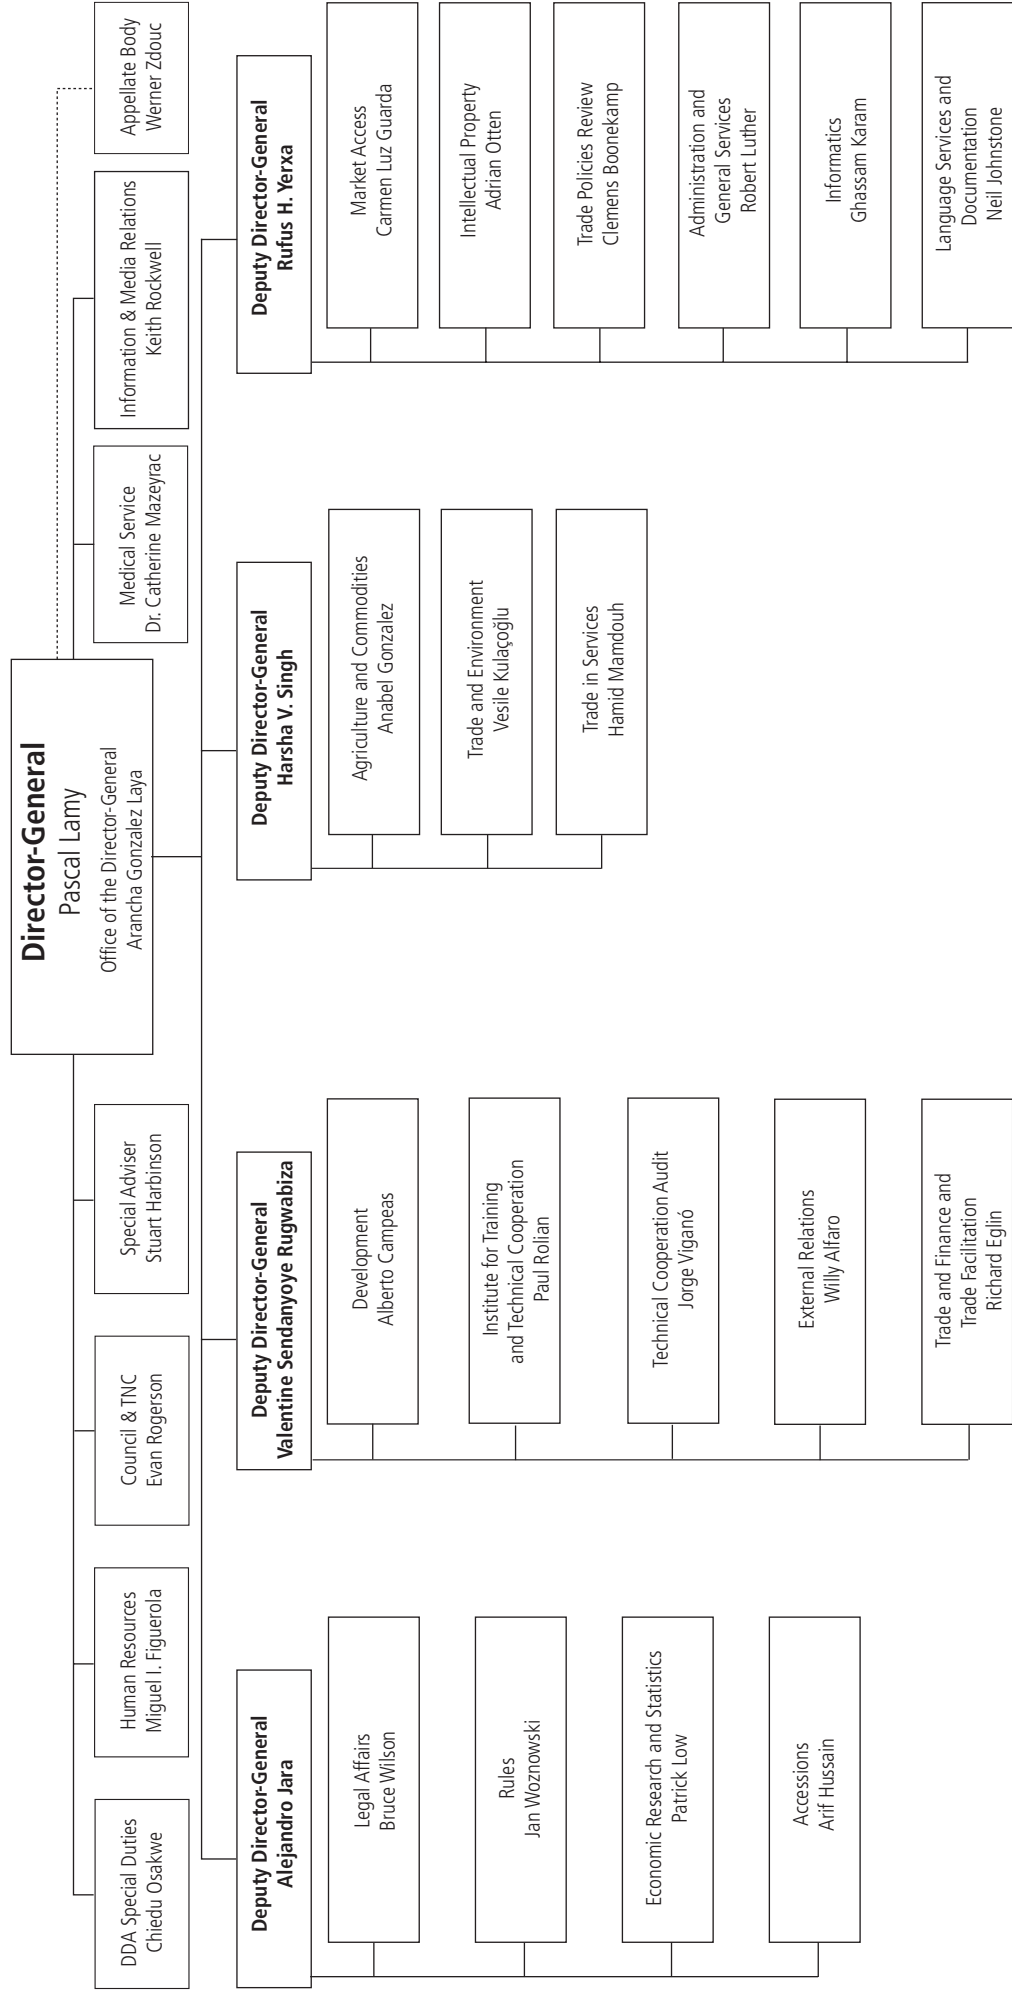 Director-General
Pascal Lamy
Office of the Director-General
Arancha Gonzalez Laya
DDA Special Duties
Chiedu Osakwe
Human Resources
Miguel I. Figuerola
Council & TNC
Evan Rogerson
Special Adviser
Stuart Harbinson
Medical Service
Dr. Catherine Mazeyrac
Information & Media Relations
Keith Rockwell
Appellate Body
Werner Zdouc
Deputy Director-General
Alejandro Jara
Legal Affairs
Bruce Wilson
Rules
Jan Woznowski
Economic Research and Statistics
Patrick Low
Accessions
Arif Hussain
Deputy Director-General
Valentine Sendanyoye Rugwabiza
Development
Alberto Campeas
Institute for Training
and Technical Cooperation
Paul Rolian
Technical Cooperation Audit
Jorge Viganó
External Relations
Willy Alfaro
Trade and Finance and
Trade Facilitation
Richard Eglin
Deputy Director-General
Harsha V. Singh
Agriculture and Commodities
Anabel Gonzalez
Trade and Environment
Vesile Kulaçoğlu
Trade in Services
Hamid Mamdouh
Deputy Director-General
Rufus H. Yerxa
Market Access
Carmen Luz Guarda
Intellectual Property
Adrian Otten
Trade Policies Review
Clemens Boonekamp
Administration and
General Services
Robert Luther
Informatics
Ghassam Karam
Language Services and
Documentation
Neil Johnstone